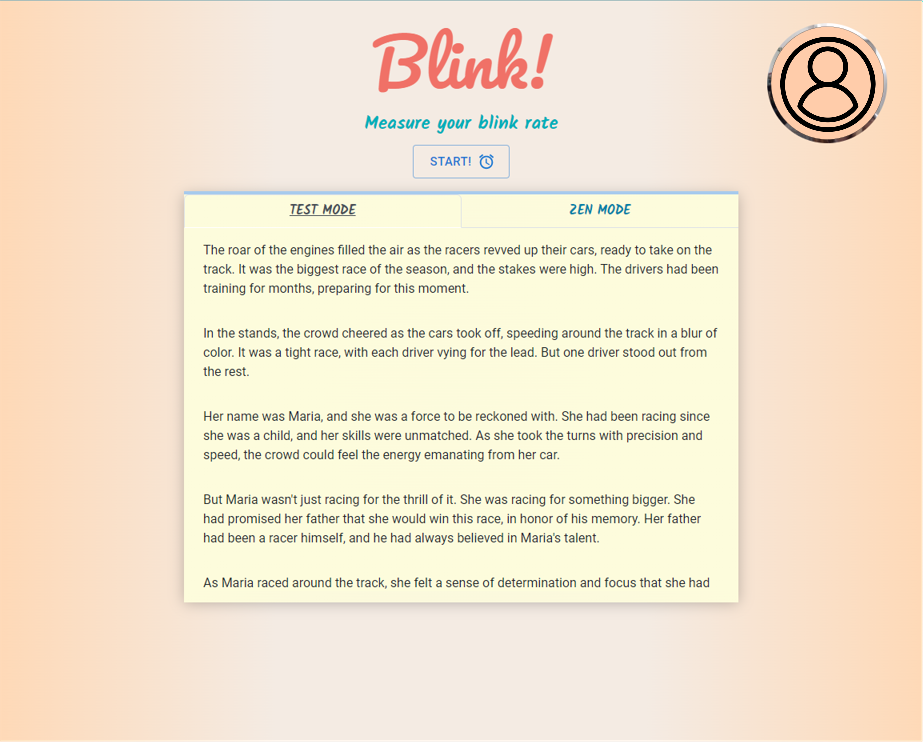 Blink!
Measure your blink rate
START!
TEST MODE
ZEN MODE
The roar of the engines filled the air as the racers revved up their cars, ready to take on the
track. It was the biggest race of the season, and the stakes were high. The drivers had been
training for months, preparing for this moment.
In the stands, the crowd cheered as the cars took off, speeding around the track in a blur of
color. It was a tight race, with each driver vying for the lead. But one driver stood out from
the rest.
Her name was Maria, and she was a force to be reckoned with. She had been racing since
she was a child, and her skills were unmatched. As she took the turns with precision and
speed, the crowd could feel the energy emanating from her car.
But Maria wasn't just racing for the thrill of it. She was racing for something bigger. She
had promised her father that she would win this race, in honor of his memory. Her father
had been a racer himself, and he had always believed in Maria's talent.
As Maria raced around the track, she felt a sense of determination and focus that she had